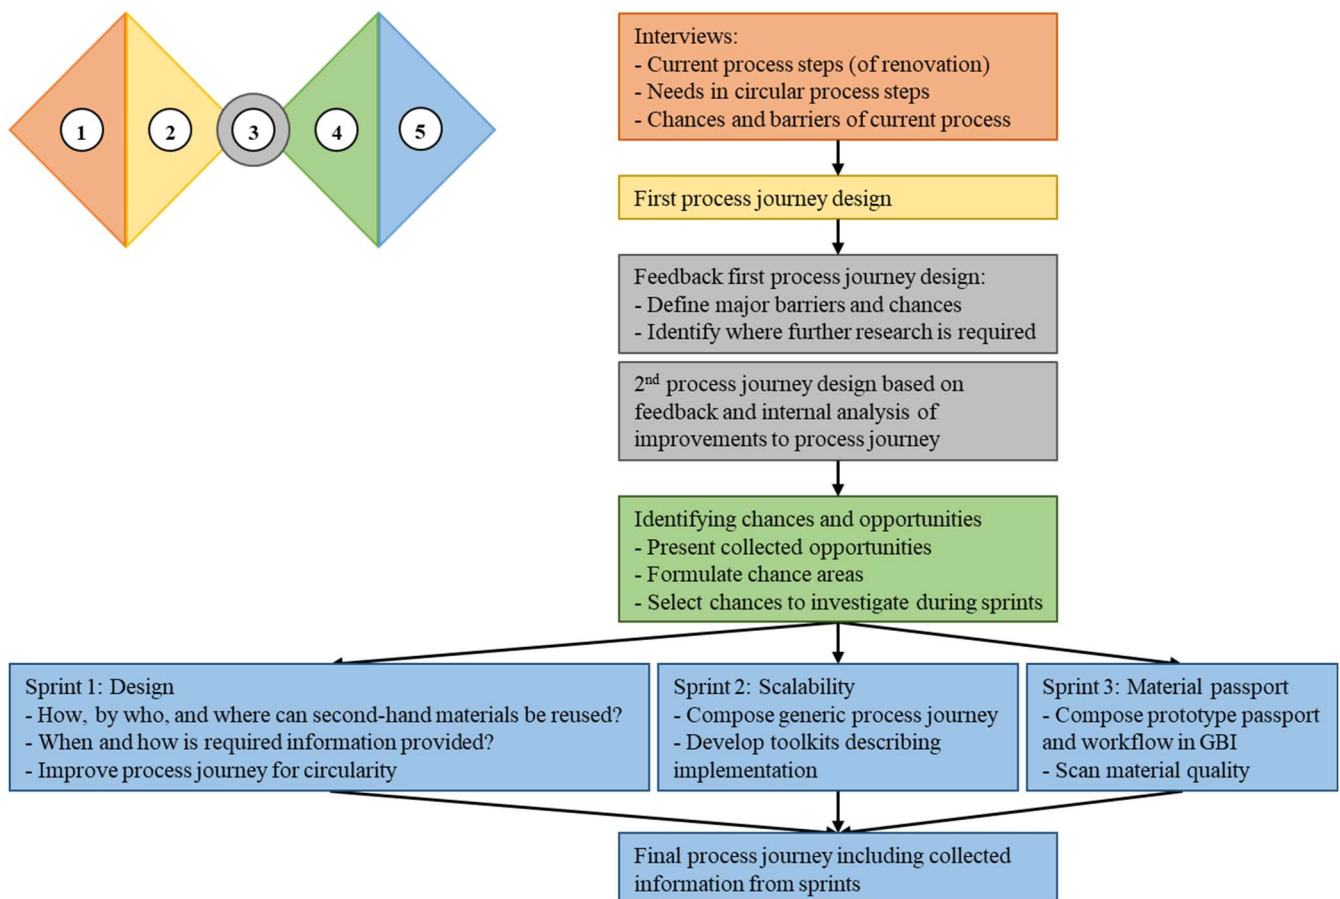 1
2
3
4
5
Interviews:
- Current process steps (of renovation)
- Needs in circular process steps
- Chances and barriers of current process
First process journey design
Feedback first process journey design:
- Define major barriers and chances
- Identify where further research is required
2nd process journey design based on
feedback and internal analysis of
improvements to process journey
Identifying chances and opportunities
- Present collected opportunities
- Formulate chance areas
- Select chances to investigate during sprints
Sprint 1: Design
- How, by who, and where can second-hand materials be reused?
- When and how is required information provided?
- Improve process journey for circularity
Sprint 2: Scalability
- Compose generic process journey
- Develop toolkits describing
implementation
Sprint 3: Material passport
- Compose prototype passport
and workflow in GBI
- Scan material quality
Final process journey including collected
information from sprints